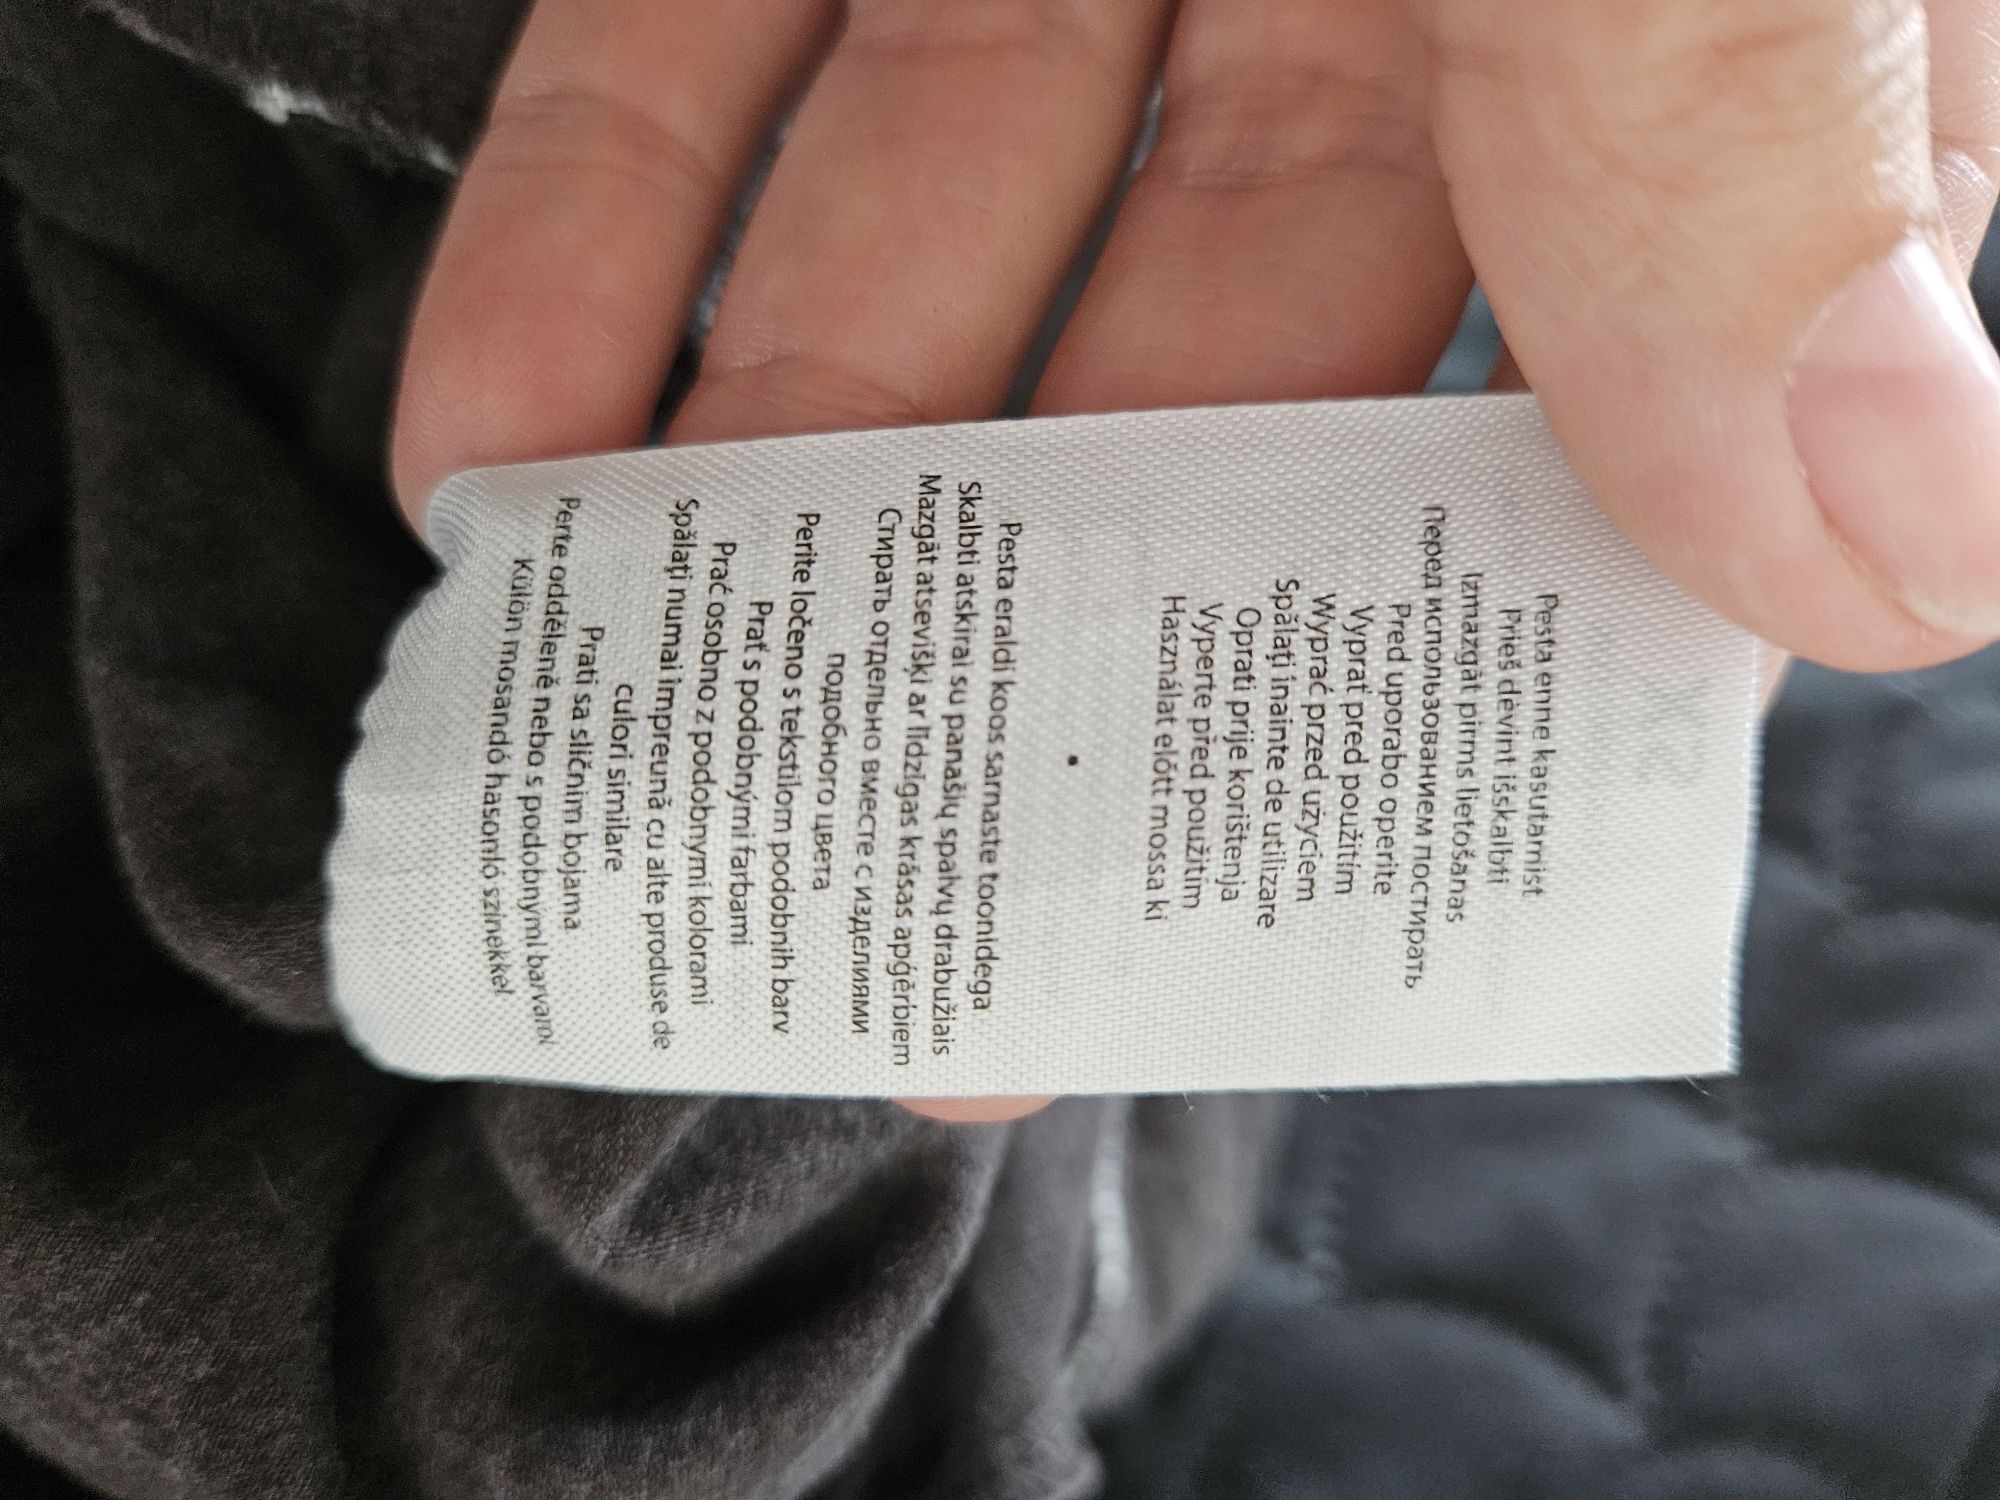 Pesta enne kasutamist
Prieš dėvint išskalbti
Izmazgāt pirms lietošanas
Перед использованием постирать
Pred uporabo operite
Vyprať pred použitím
Wyprać przed użyciem
Spălați înainte de utilizare
Oprati prije korištenja
Vyperte před použitím
Használat előtt mossa ki
•
Pesta eraldi koos sarnaste toonidega
Skalbti atskirai su panašių spalvų drabužiais
Mazgāt atsevišķi ar līdzīgas krāsas apģērbiem
Стирать отдельно вместе с изделиями
подобного цвета
Perite ločeno s tekstilom podobnih barv
Prať s podobnými farbami
Prać osobno z podobnymi kolorami
Spălați numai împreună cu alte produse de
culori similare
Prati sa sličnim bojama
Perte odděleně nebo s podobnými barvami
Külön mosandó hasonló színekkel